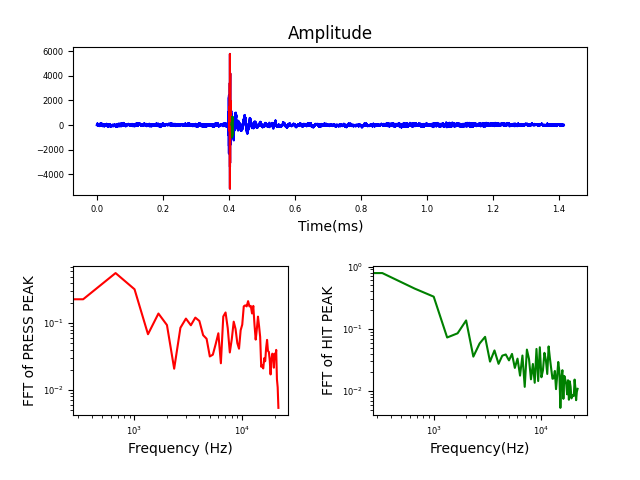 Amplitude
6000
4000
2000
0
−2000
−4000
0.0 0.2 0.4 0.6 0.8 1.0 1.2 1.4
Time(ms)
FFT of PRESS PEAK
10⁻¹
10⁻²
10³ 10⁴
Frequency (Hz)
FFT of HIT PEAK
10⁰
10⁻¹
10⁻²
10³ 10⁴
Frequency(Hz)